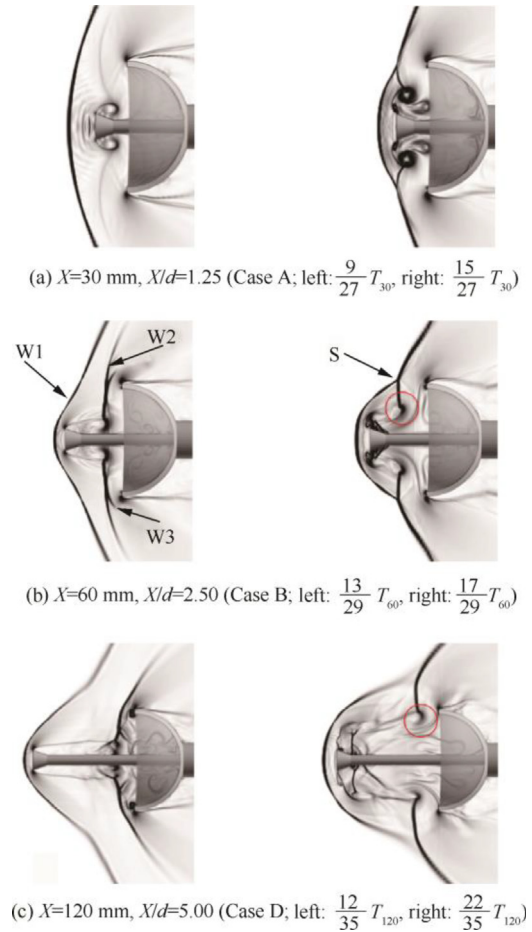 (a) X=30 mm, X/d=1.25 (Case A; left: 9/27 T₃₀, right: 15/27 T₃₀)
W1
W2
W3
S
(b) X=60 mm, X/d=2.50 (Case B; left: 13/29 T₆₀, right: 17/29 T₆₀)
(c) X=120 mm, X/d=5.00 (Case D; left: 12/35 T₁₂₀, right: 22/35 T₁₂₀)